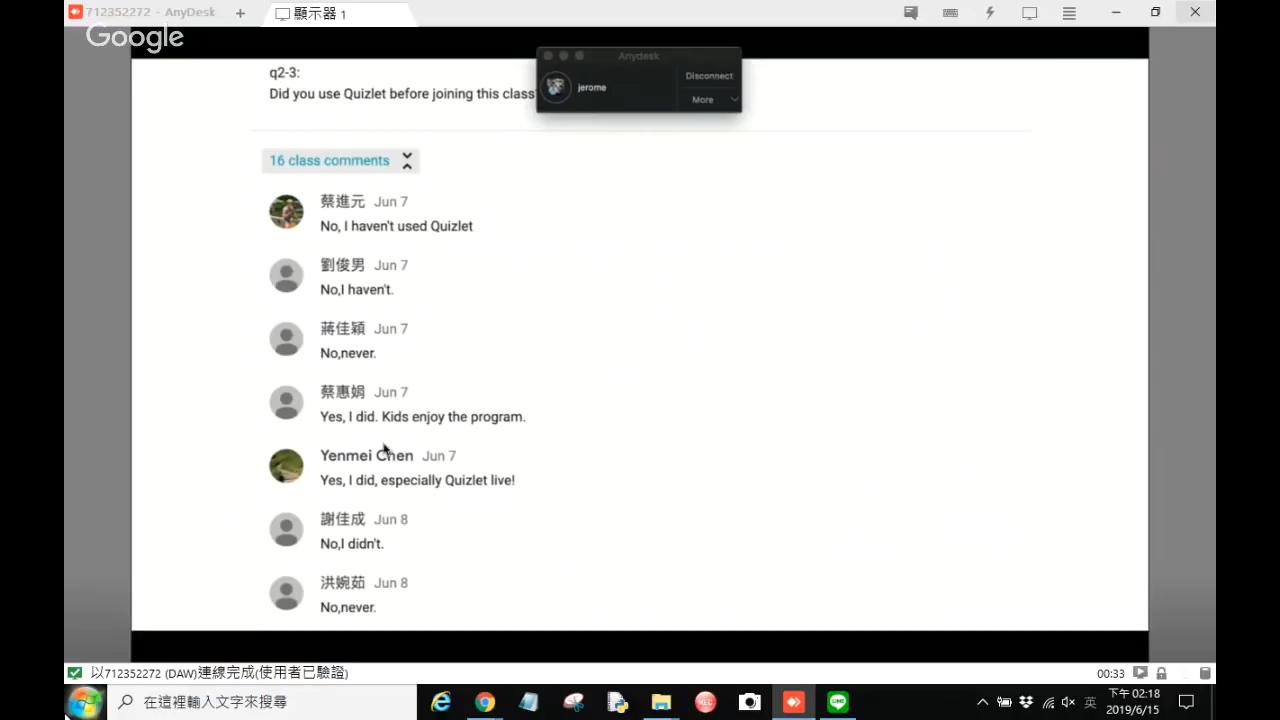 712352272 - AnyDesk
顯示器 1
Google
Anydesk
jerome
Disconnect
More
q2-3:
Did you use Quizlet before joining this class
16 class comments
蔡進元 Jun 7
No, I haven't used Quizlet
劉俊男 Jun 7
No,I haven't.
蔣佳穎 Jun 7
No,never.
蔡惠娟 Jun 7
Yes, I did. Kids enjoy the program.
Yenmei Chen Jun 7
Yes, I did, especially Quizlet live!
謝佳成 Jun 8
No,I didn't.
洪婉茹 Jun 8
No,never.
以712352272 (DAW)連線完成(使用者已驗證)
00:33
在這裡輸入文字來搜尋
REC
英
下午 02:18
2019/6/15